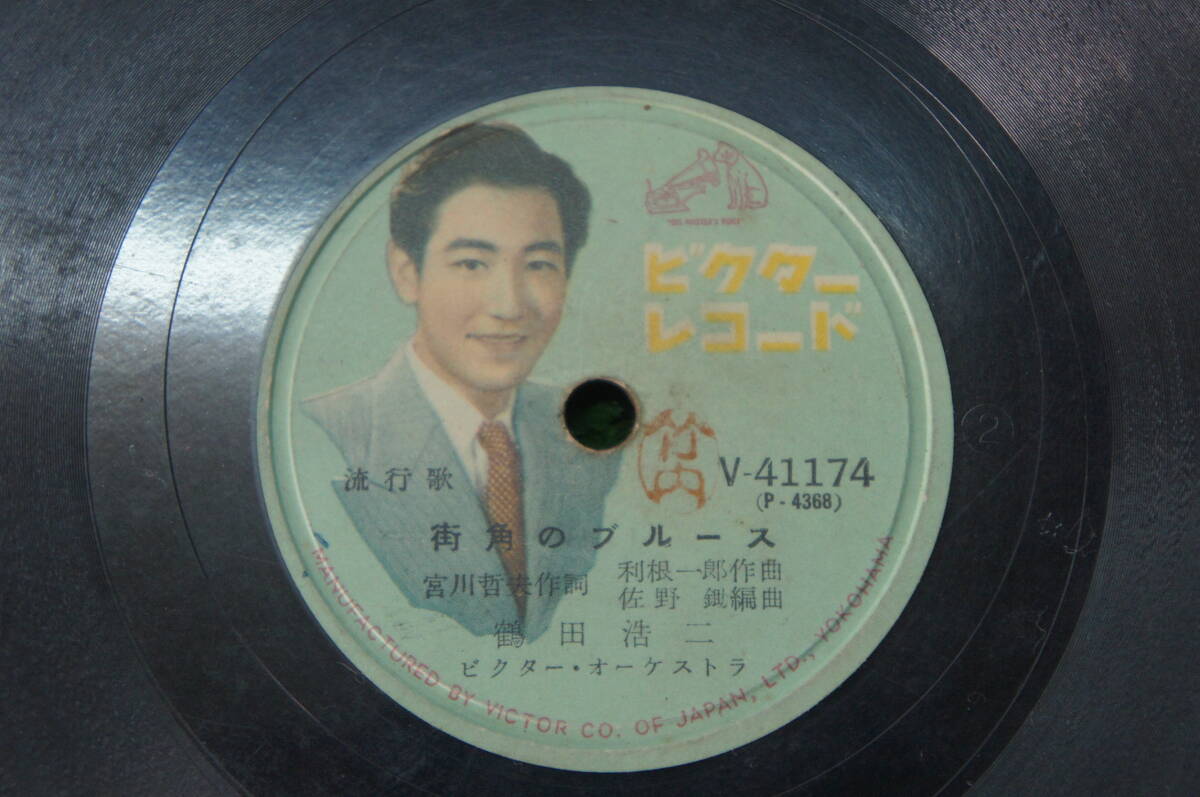 "HIS MASTER'S VOICE"
ビクター
レコード
竹内
流行歌
V-41174
(P-4368)
街角のブルース
宮川哲夫作詞 利根一郎作曲
佐野 鋤編曲
鶴田浩二
ビクター・オーケストラ
MANUFACTURED BY VICTOR CO. OF JAPAN, LTD., YOKOHAMA
2